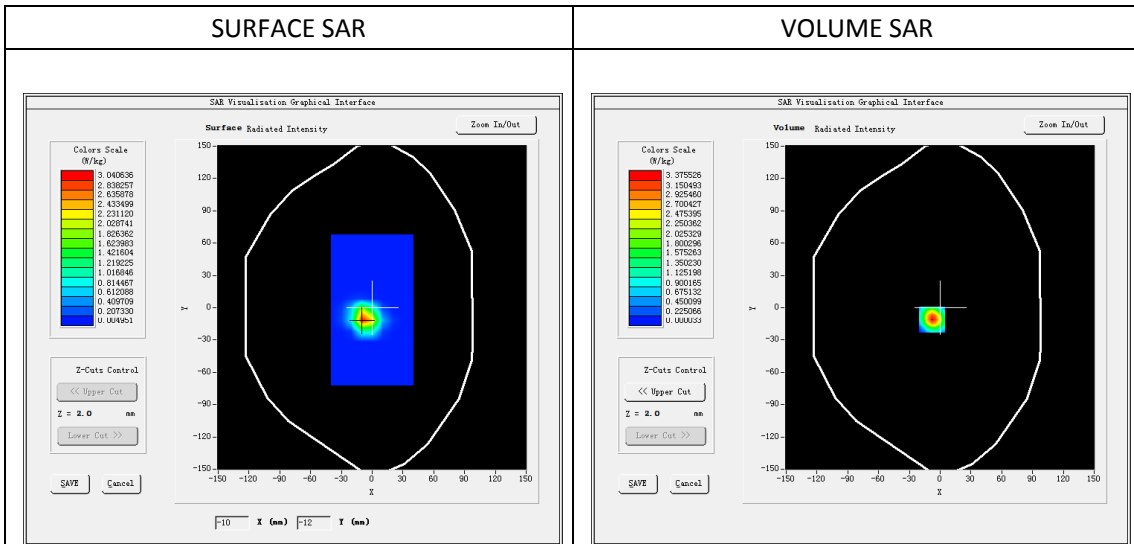 SURFACE SAR
VOLUME SAR
SAR Visualisation Graphical Interface
Surface Radiated Intensity
Zoom In/Out
Colors Scale
(W/kg)
3.040636
2.838257
2.635878
2.433499
2.231120
2.028741
1.826362
1.623983
1.421604
1.219225
1.016846
0.814467
0.612088
0.409709
0.207330
0.004951
Z-Cuts Control
<< Upper Cut
Z = 2.0 mm
Lower Cut >>
SAVE Cancel
150
120
90
60
30
0
-30
-60
-90
-120
-150
Y
-150 -120 -90 -60 -30 0 30 60 90 120 150
X
-10 X (mm) -12 Y (mm)
SAR Visualisation Graphical Interface
Volume Radiated Intensity
Zoom In/Out
Colors Scale
(W/kg)
3.375526
3.150493
2.925460
2.700427
2.475395
2.250362
2.025329
1.800296
1.575263
1.350230
1.125198
0.900165
0.675132
0.450099
0.225066
0.000033
Z-Cuts Control
<< Upper Cut
Z = 2.0 mm
Lower Cut >>
SAVE Cancel
150
120
90
60
30
0
-30
-60
-90
-120
-150
Y
-150 -120 -90 -60 -30 0 30 60 90 120 150
X